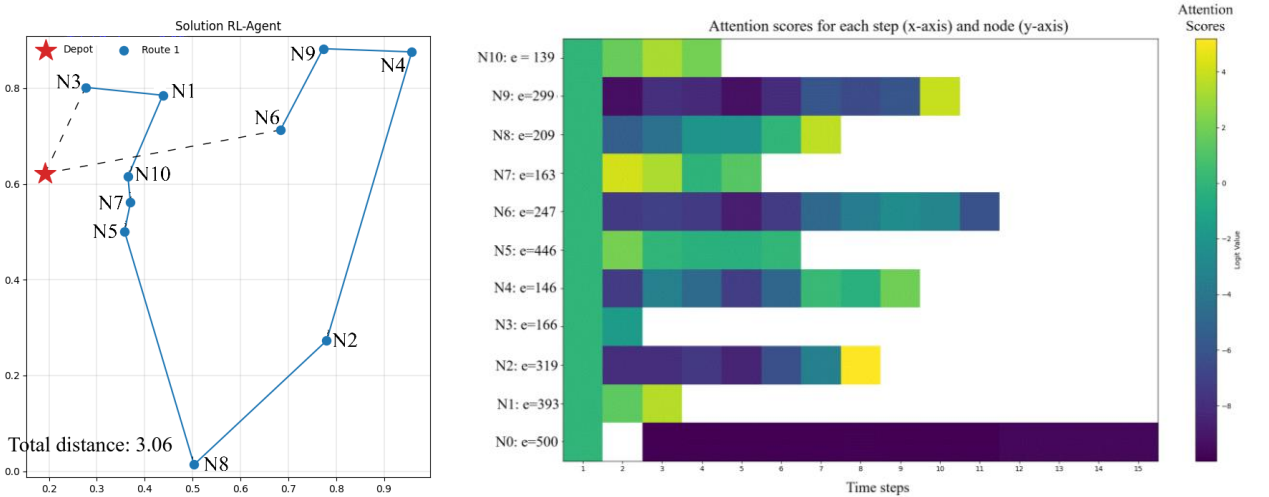 Solution RL-Agent
Depot
Route 1
N9
N4
N3
N1
N6
N10
N7
N5
N2
Total distance: 3.06
N8
0.8
0.6
0.4
0.2
0.0
0.2
0.3
0.4
0.5
0.6
0.7
0.8
0.9
Attention scores for each step (x-axis) and node (y-axis)
N10: e = 139
N9: e=299
N8: e=209
N7: e=163
N6: e=247
N5: e=446
N4: e=146
N3: e=166
N2: e=319
N1: e=393
N0: e=500
1 2 3 4 5 6 7 8 9 10 11 12 13 14 15
Time steps
Attention
Scores
4
2
0
−2
−4
−6
−8
Logit Value